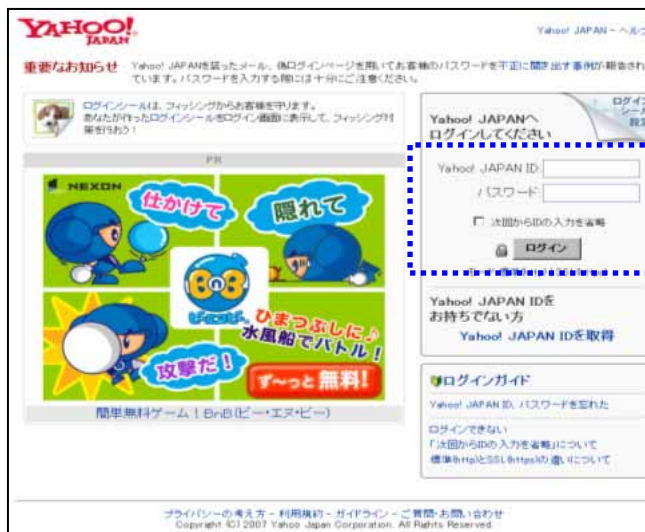 YAHOO!
JAPAN
Yahoo! JAPAN - ヘルプ
重要なお知らせ Yahoo! JAPANを装ったメール、偽ログインページを用いてお客様のパスワードを不正に聞き出す事例が報告され
ています。パスワードを入力する際には十分にご注意ください。
ログインシールは、フィッシングからお客様を守ります。
あなたが作ったログインシールをログイン画面に表示して、フィッシング対
策を行おう!
PR
NEXON
仕かけて
隠れて
BnB
ビーエヌビー
攻撃だ!
ひまつぶしに♪
水風船でバトル!
ず〜っと無料!
簡単無料ゲーム!BnB(ビー・エヌ・ビー)
Yahoo! JAPANへ
ログインしてください
ログイン
シール
設定
Yahoo! JAPAN ID:
パスワード:
次回からIDの入力を省略
ログイン
Yahoo! JAPAN IDを
お持ちでない方
Yahoo! JAPAN IDを取得
ログインガイド
Yahoo! JAPAN ID、パスワードを忘れた
ログインできない
「次回からIDの入力を省略」について
標準(http)とSSL(https)の違いについて
プライバシーの考え方 - 利用規約 - ガイドライン - ご質問・お問い合わせ
Copyright (C) 2007 Yahoo Japan Corporation. All Rights Reserved.